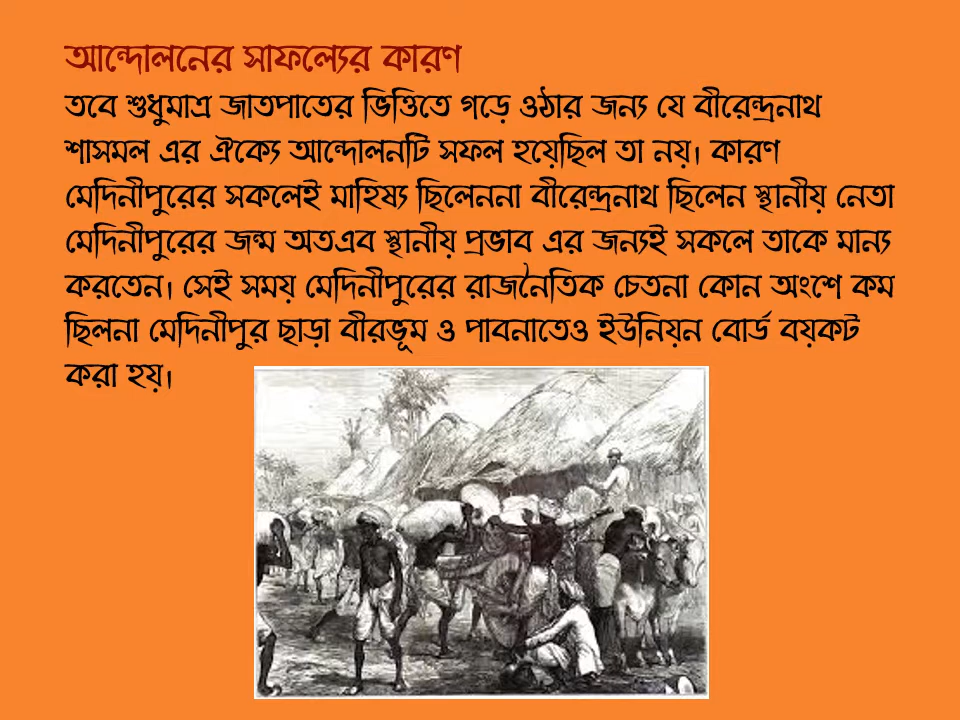 আন্দোলনের সাফল্যের কারণ
তবে শুধুমাত্র জাতপাতের ভিত্তিতে গড়ে ওঠার জন্য যে বীরেন্দ্রনাথ
শাসমল এর ঐক্যে আন্দোলনটি সফল হয়েছিল তা নয়। কারণ
মেদিনীপুরের সকলেই মাহিষ্য ছিলেননা বীরেন্দ্রনাথ ছিলেন স্থানীয় নেতা
মেদিনীপুরের জন্ম অতএব স্থানীয় প্রভাব এর জন্যই সকলে তাকে মান্য
করতেন। সেই সময় মেদিনীপুরের রাজনৈতিক চেতনা কোন অংশে কম
ছিলনা মেদিনীপুর ছাড়া বীরভূম ও পাবনাতেও ইউনিয়ন বোর্ড বয়কট
করা হয়।